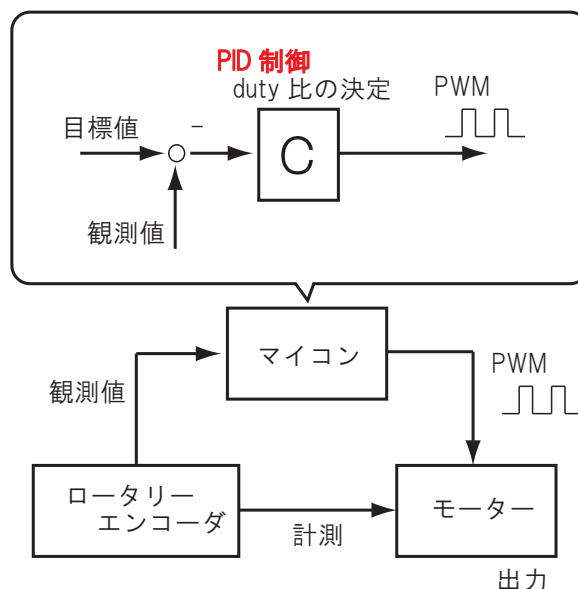 PID 制御
duty 比の決定
PWM
目標値
−
C
観測値
マイコン
観測値
PWM
ロータリー
エンコーダ
計測
モーター
出力